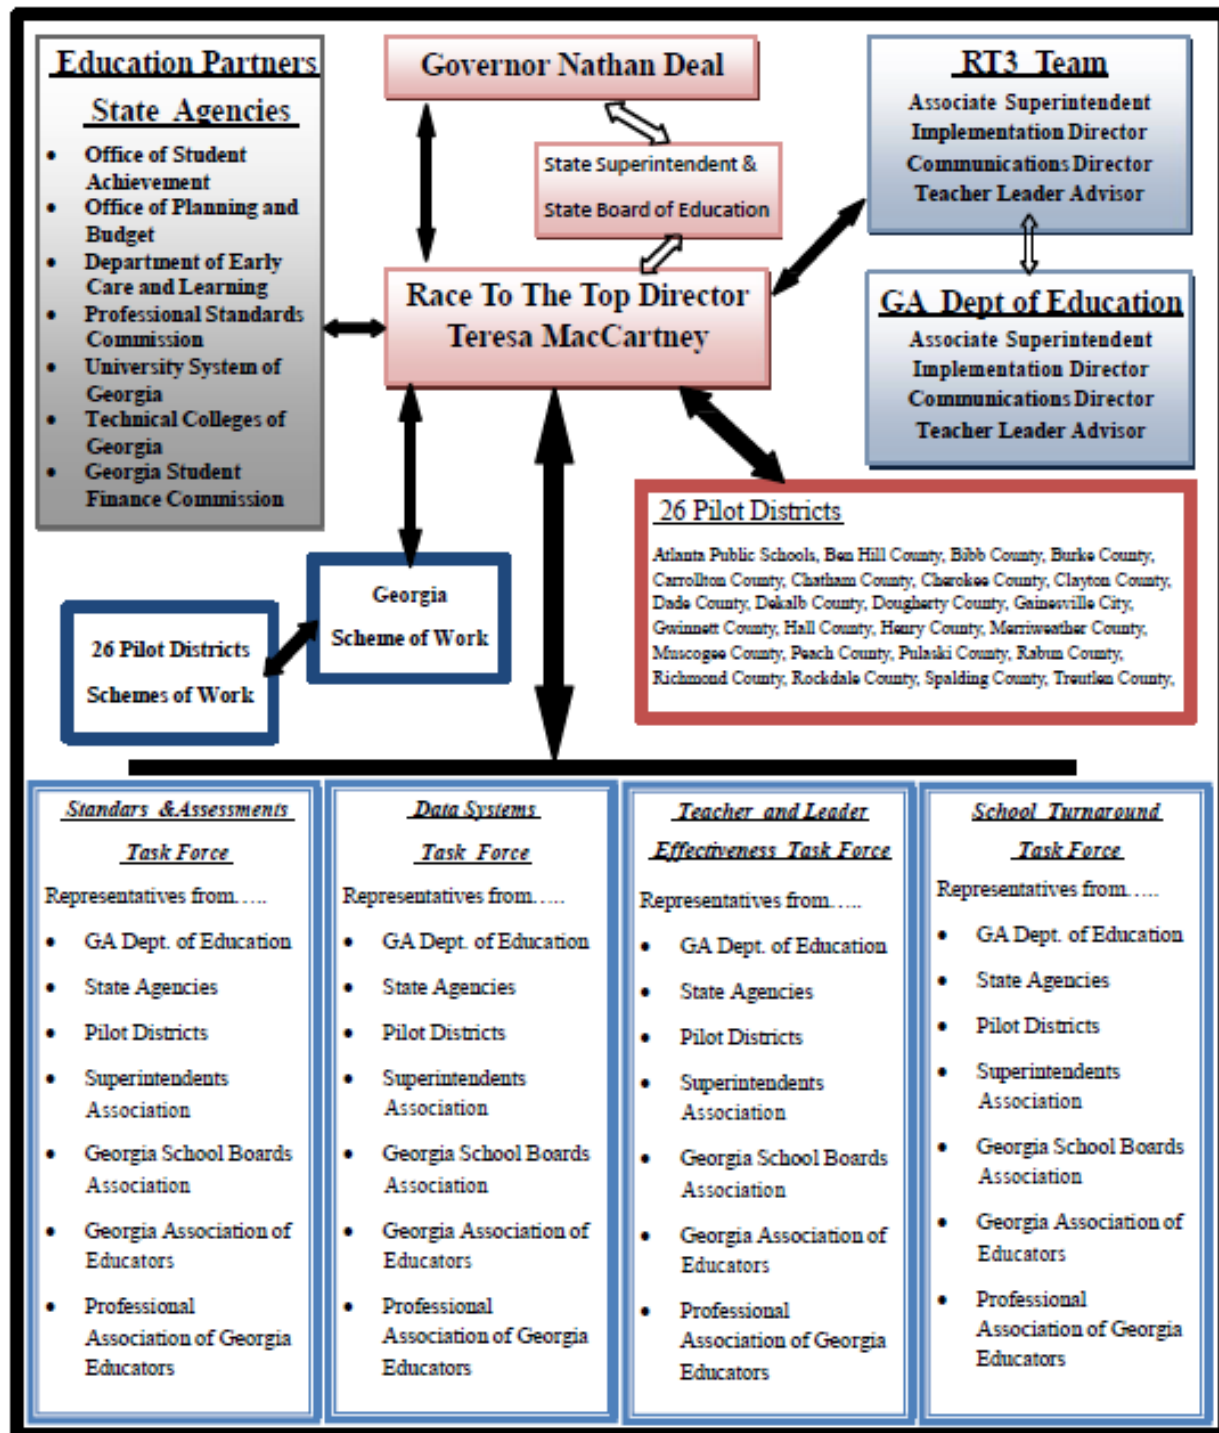 Education Partners
State Agencies
• Office of Student
Achievement
• Office of Planning and
Budget
• Department of Early
Care and Learning
• Professional Standards
Commission
• University System of
Georgia
• Technical Colleges of
Georgia
• Georgia Student
Finance Commission
Governor Nathan Deal
State Superintendent &
State Board of Education
Race To The Top Director
Teresa MacCartney
RT3 Team
Associate Superintendent
Implementation Director
Communications Director
Teacher Leader Advisor
GA Dept of Education
Associate Superintendent
Implementation Director
Communications Director
Teacher Leader Advisor
26 Pilot Districts
Atlanta Public Schools, Ben Hill County, Bibb County, Burke County,
Carrollton County, Chatham County, Cherokee County, Clayton County,
Dade County, Dekalb County, Dougherty County, Gainesville City,
Gwinnett County, Hall County, Henry County, Merriweather County,
Muscogee County, Peach County, Pulaski County, Rabun County,
Richmond County, Rockdale County, Spalding County, Treutlen County,
Georgia
Scheme of Work
26 Pilot Districts
Schemes of Work
Standars &Assessments
Task Force
Representatives from…..
• GA Dept. of Education
• State Agencies
• Pilot Districts
• Superintendents
Association
• Georgia School Boards
Association
• Georgia Association of
Educators
• Professional
Association of Georgia
Educators
Data Systems
Task Force
Representatives from…..
• GA Dept. of Education
• State Agencies
• Pilot Districts
• Superintendents
Association
• Georgia School Boards
Association
• Georgia Association of
Educators
• Professional
Association of Georgia
Educators
Teacher and Leader
Effectiveness Task Force
Representatives from…..
• GA Dept. of Education
• State Agencies
• Pilot Districts
• Superintendents
Association
• Georgia School Boards
Association
• Georgia Association of
Educators
• Professional
Association of Georgia
Educators
School Turnaround
Task Force
Representatives from…..
• GA Dept. of Education
• State Agencies
• Pilot Districts
• Superintendents
Association
• Georgia School Boards
Association
• Georgia Association of
Educators
• Professional
Association of Georgia
Educators